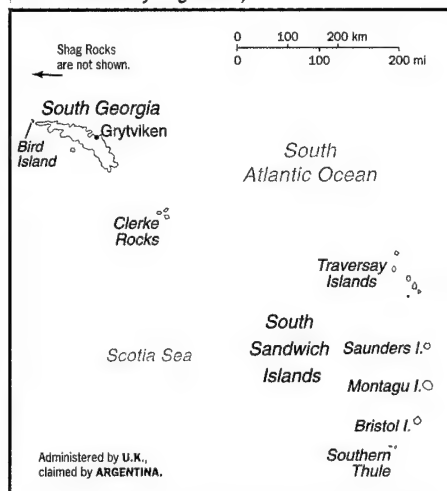 0 100 200 km
0 100 200 mi
Shag Rocks
are not shown.
South Georgia
Grytviken
Bird
Island
South
Atlantic Ocean
Clerke
Rocks
Traversay
Islands
South
Sandwich
Islands
Saunders I.
Scotia Sea
Montagu I.
Bristol I.
Southern
Thule
Administered by U.K.,
claimed by ARGENTINA.